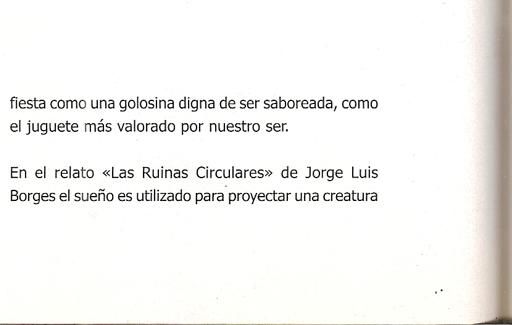 fiesta como una golosina digna de ser saboreada, como
el juguete más valorado por nuestro ser.
En el relato «Las Ruinas Circulares» de Jorge Luis
Borges el sueño es utilizado para proyectar una creatura